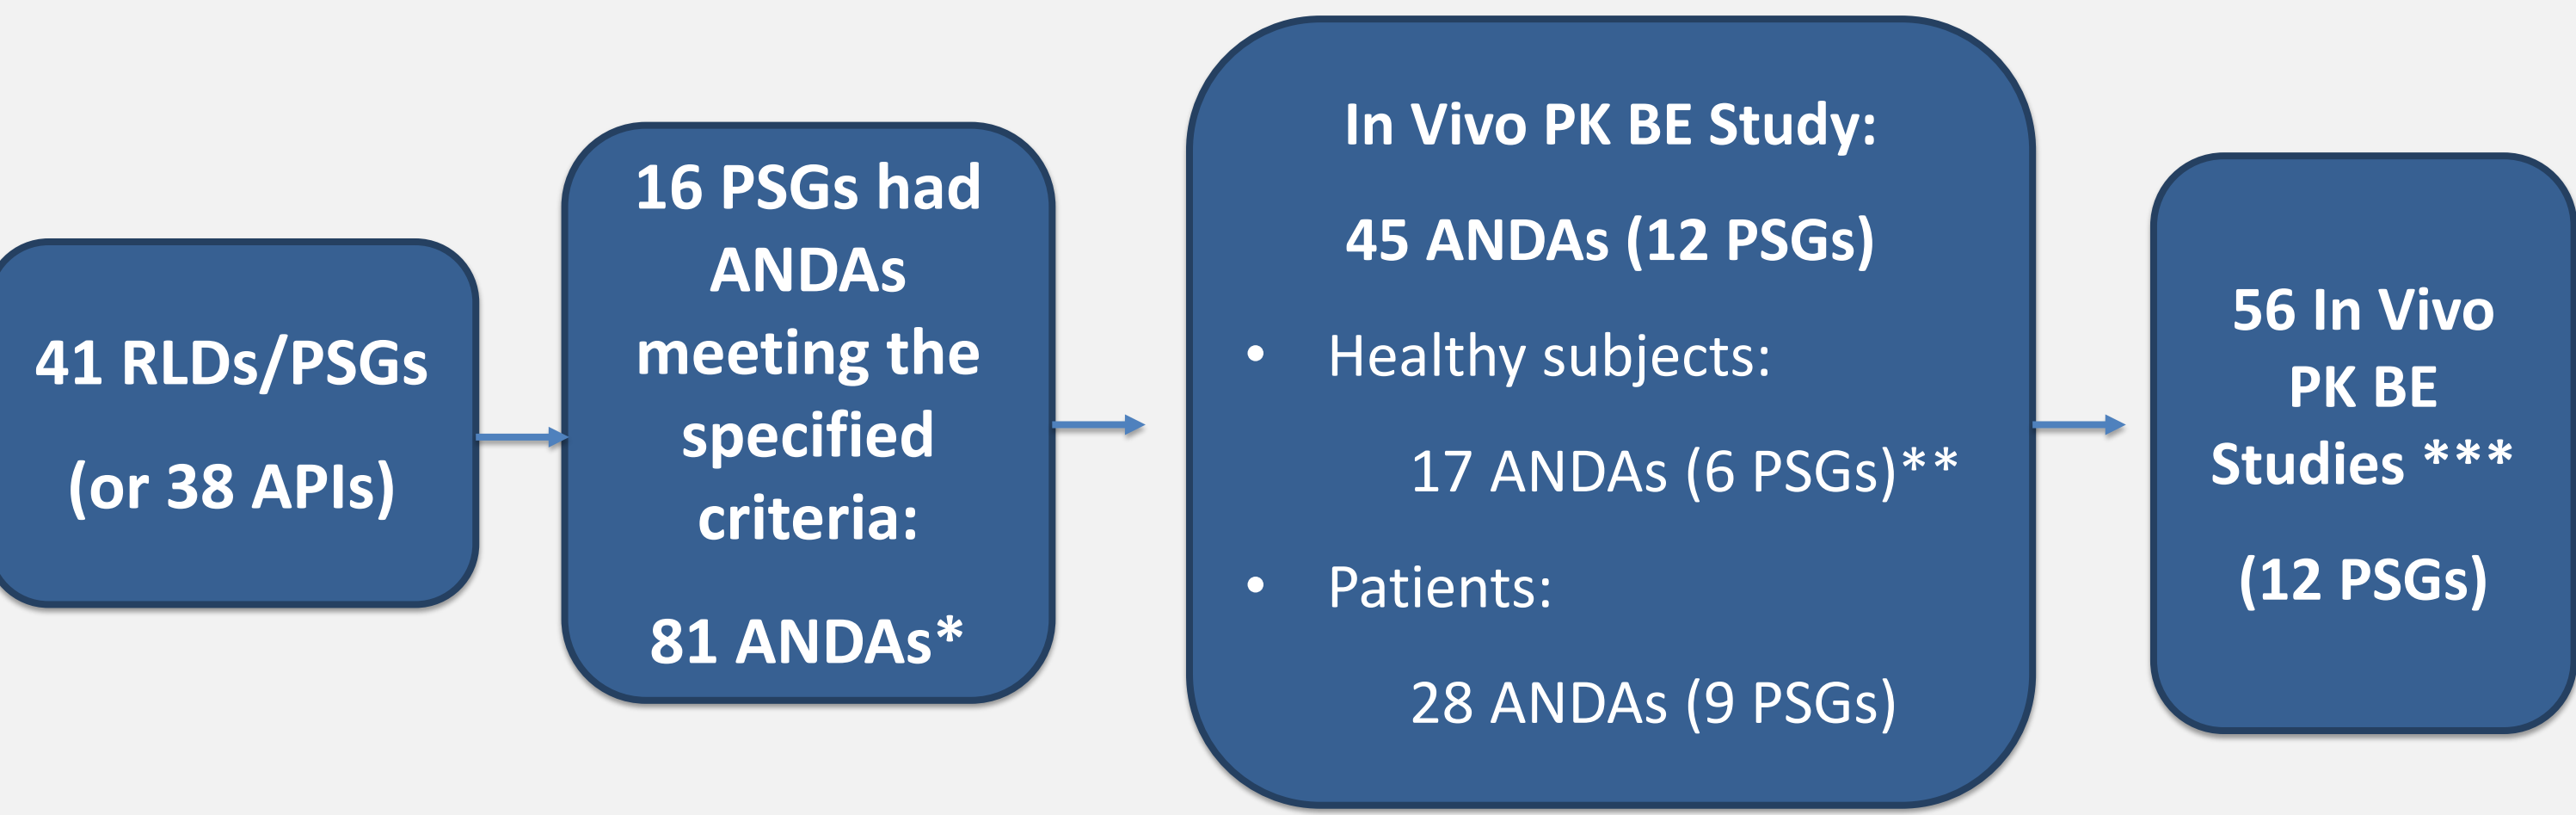 41 RLDs/PSGs
(or 38 APIs)
16 PSGs had
ANDAs
meeting the
specified
criteria:
81 ANDAs*
In Vivo PK BE Study:
45 ANDAs (12 PSGs)
• Healthy subjects:
17 ANDAs (6 PSGs)**
• Patients:
28 ANDAs (9 PSGs)
56 In Vivo
PK BE
Studies ***
(12 PSGs)